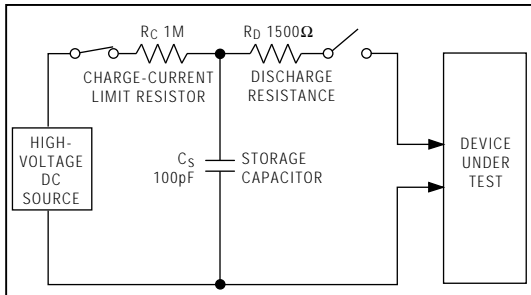 RC 1M
CHARGE-CURRENT
LIMIT RESISTOR
RD 1500Ω
DISCHARGE
RESISTANCE
HIGH-
VOLTAGE
DC
SOURCE
CS
100pF
STORAGE
CAPACITOR
DEVICE
UNDER
TEST